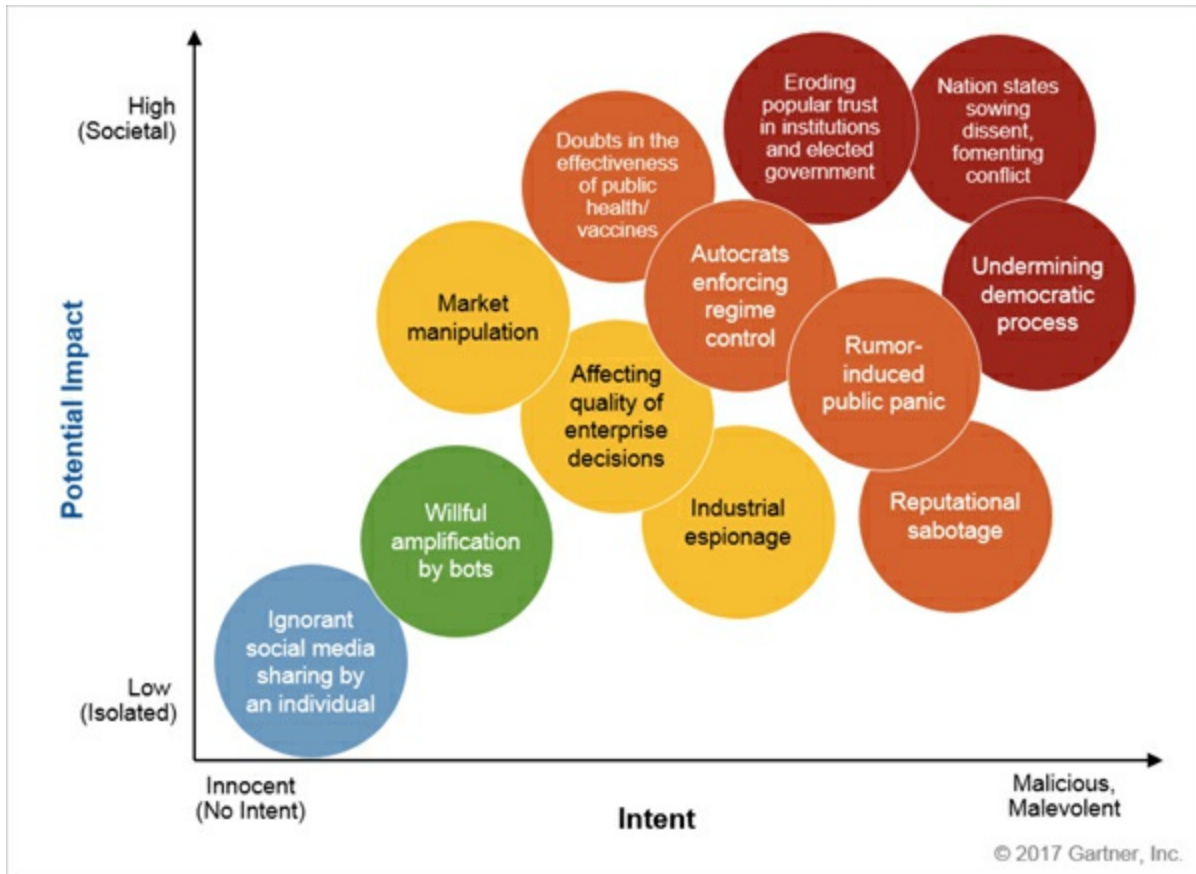 High
(Societal)
Eroding
popular trust
in institutions
and elected
government
Nation states
sowing
dissent,
fomenting
conflict
Doubts in the
effectiveness
of public
health/
vaccines
Autocrats
enforcing
regime
control
Undermining
democratic
process
Market
manipulation
Rumor-
induced
public panic
Affecting
quality of
enterprise
decisions
Potential Impact
Willful
amplification
by bots
Industrial
espionage
Reputational
sabotage
Ignorant
social media
sharing by
an individual
Low
(Isolated)
Innocent
(No Intent)
Intent
Malicious,
Malevolent
© 2017 Gartner, Inc.